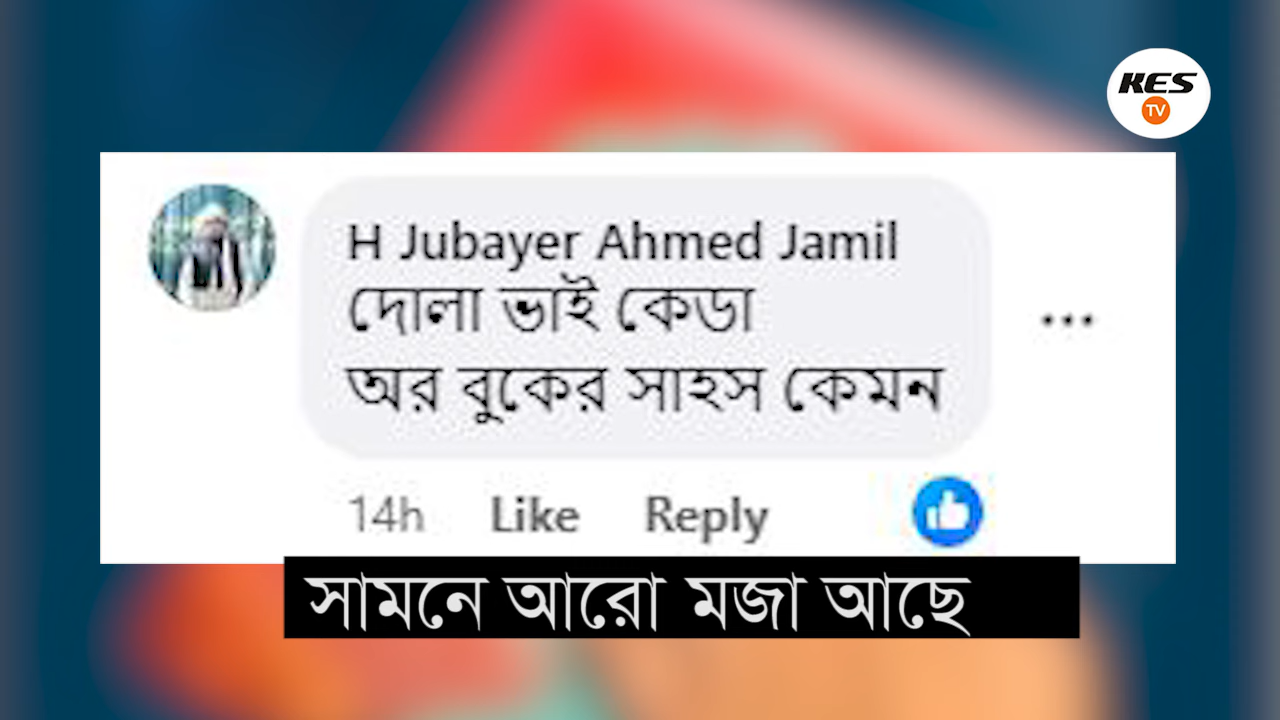 KES
TV
H Jubayer Ahmed Jamil
দোলা ভাই কেডা
অর বুকের সাহস কেমন
14h Like Reply
সামনে আরো মজা আছে